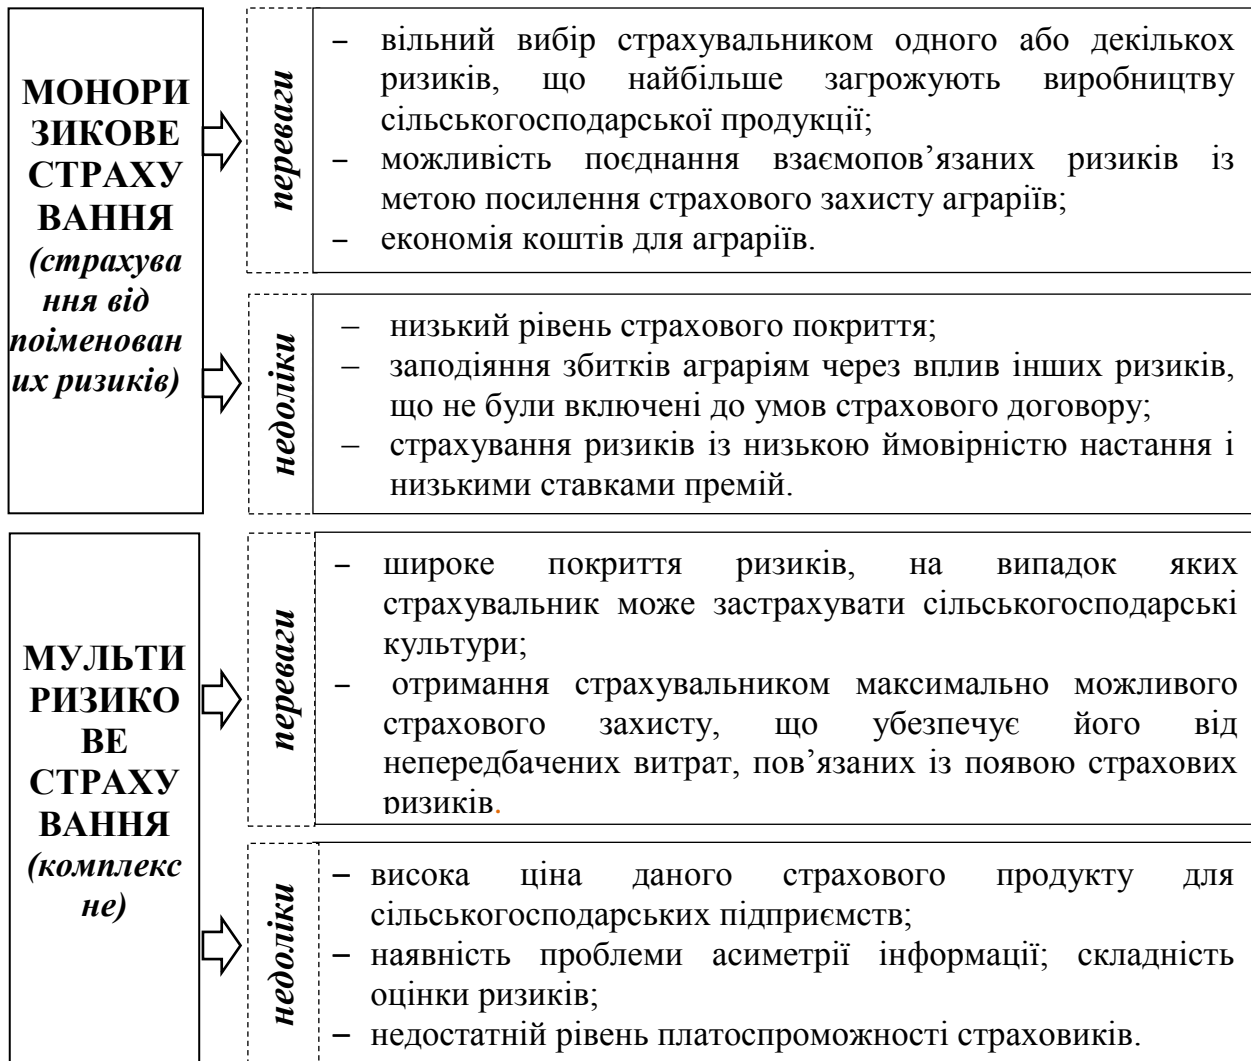 МОНОРИ
ЗИКОВЕ
СТРАХУ
ВАННЯ
(страхува
ння від
поіменован
их ризиків)
переваги
– вільний вибір страхувальником одного або декількох
ризиків, що найбільше загрожують виробництву
сільськогосподарської продукції;
– можливість поєднання взаємопов’язаних ризиків із
метою посилення страхового захисту аграріїв;
– економія коштів для аграріїв.
недоліки
– низький рівень страхового покриття;
– заподіяння збитків аграріям через вплив інших ризиків,
що не були включені до умов страхового договору;
– страхування ризиків із низькою ймовірністю настання і
низькими ставками премій.
МУЛЬТИ
РИЗИКО
ВЕ
СТРАХУ
ВАННЯ
(комплекс
не)
переваги
– широке покриття ризиків, на випадок яких
страхувальник може застрахувати сільськогосподарські
культури;
– отримання страхувальником максимально можливого
страхового захисту, що убезпечує його від
непередбачених витрат, пов’язаних із появою страхових
ризиків.
недоліки
– висока ціна даного страхового продукту для
сільськогосподарських підприємств;
– наявність проблеми асиметрії інформації; складність
оцінки ризиків;
– недостатній рівень платоспроможності страховиків.